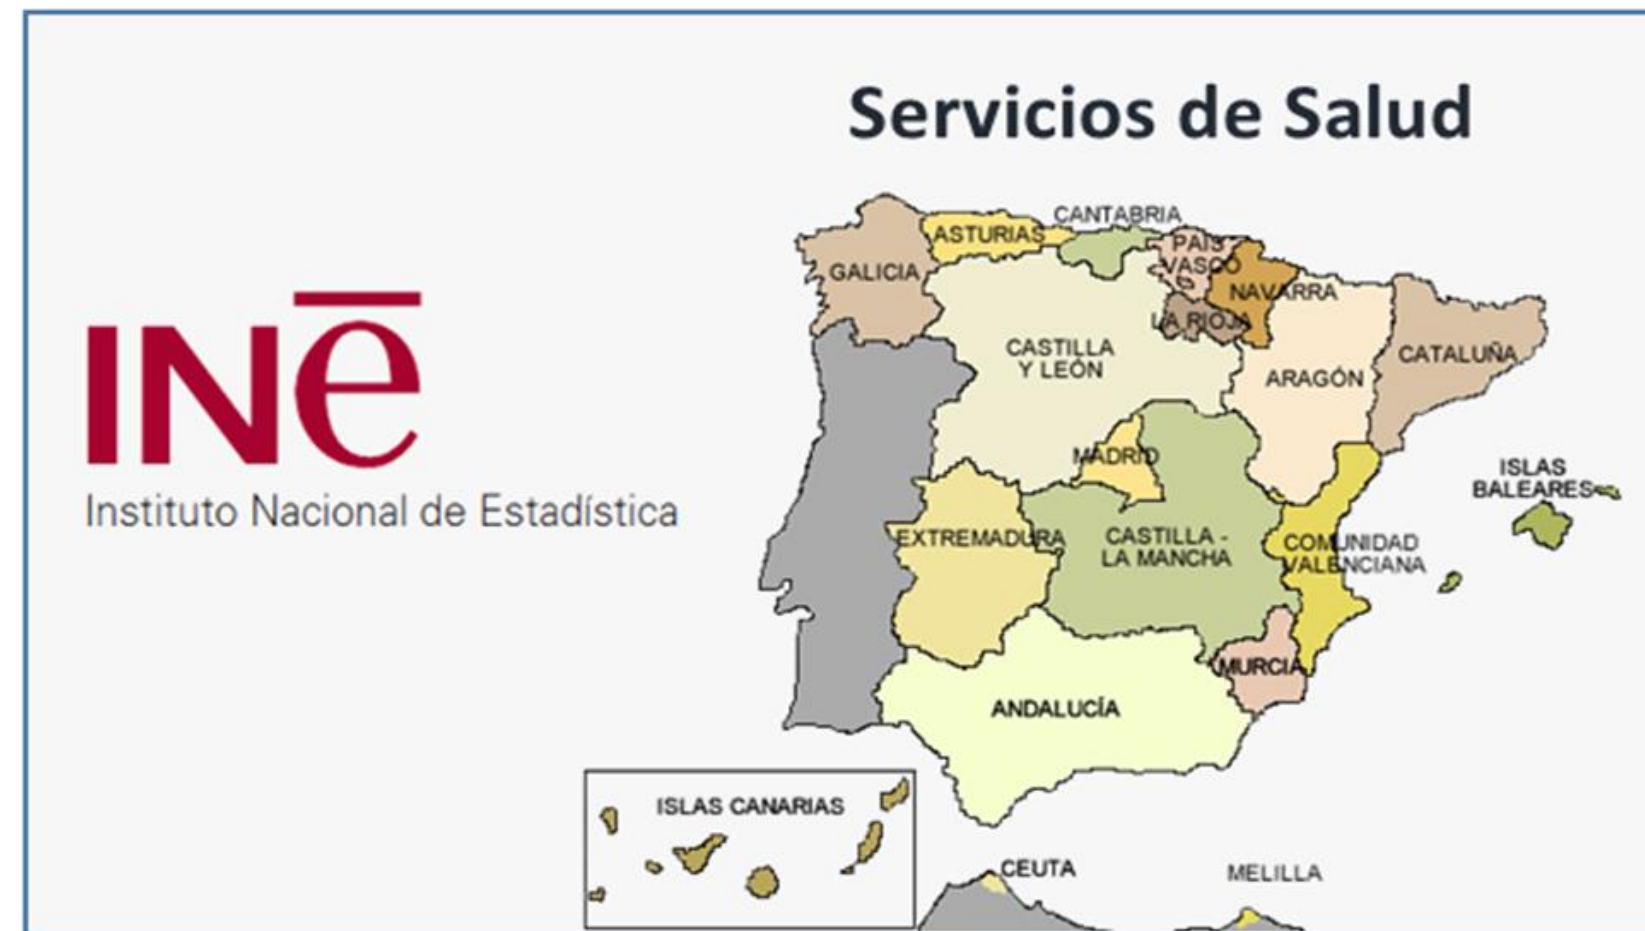 Servicios de Salud
INe
Instituto Nacional de Estadística
CANTABRIA
ASTURIAS
PAÍS
VASCO
GALICIA
NAVARRA
LA RIOJA
CASTILLA
Y LEÓN
CATALUÑA
ARAGÓN
MADRID
ISLAS
BALEARES
EXTREMADURA
CASTILLA -
LA MANCHA
COMUNIDAD
VALENCIANA
MURCIA
ANDALUCÍA
ISLAS CANARIAS
CEUTA
MELILLA